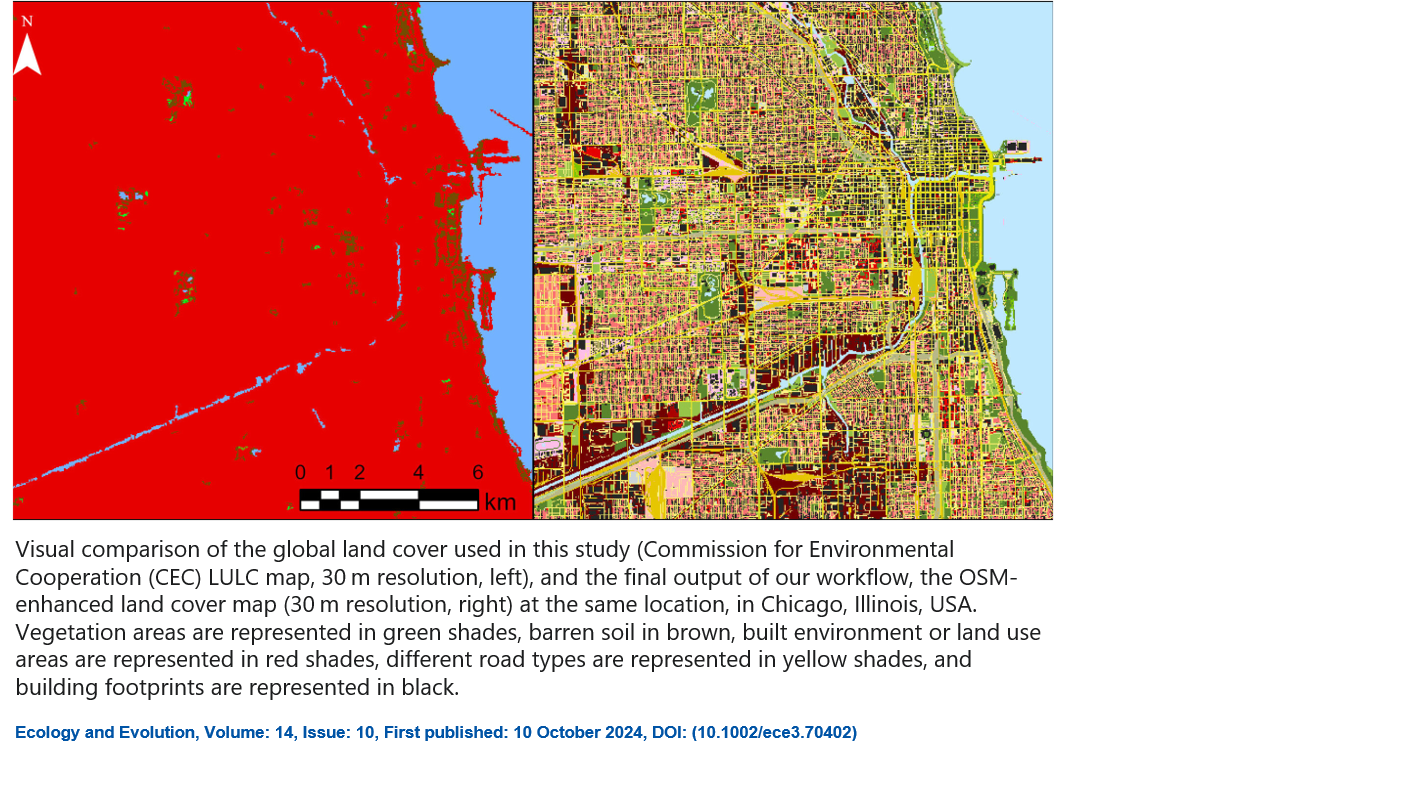 N
0 1 2 4 6
km
Visual comparison of the global land cover used in this study (Commission for Environmental
Cooperation (CEC) LULC map, 30 m resolution, left), and the final output of our workflow, the OSM-
enhanced land cover map (30 m resolution, right) at the same location, in Chicago, Illinois, USA.
Vegetation areas are represented in green shades, barren soil in brown, built environment or land use
areas are represented in red shades, different road types are represented in yellow shades, and
building footprints are represented in black.
Ecology and Evolution, Volume: 14, Issue: 10, First published: 10 October 2024, DOI: (10.1002/ece3.70402)